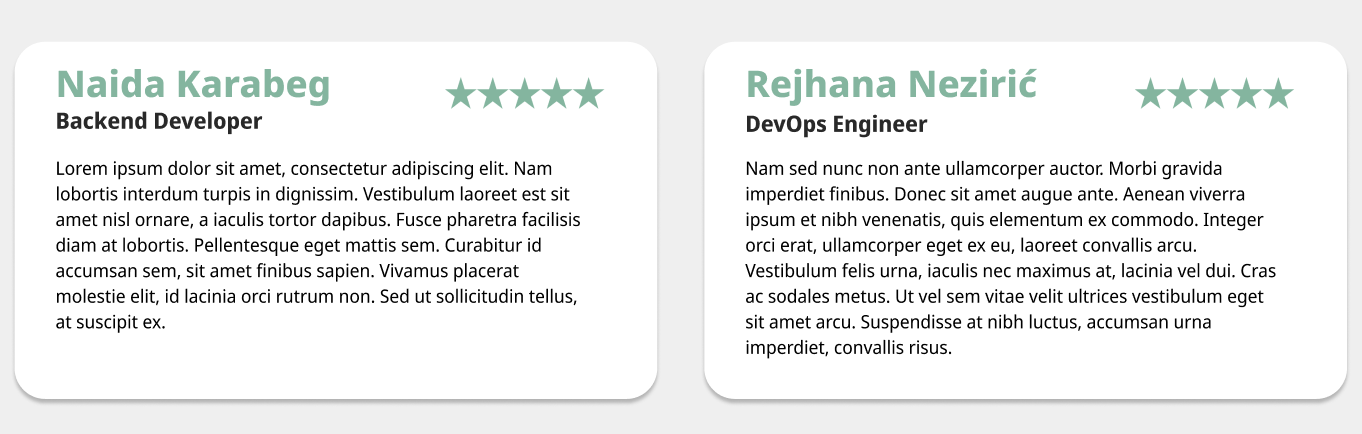 Naida Karabeg
★★★★★
Backend Developer
Lorem ipsum dolor sit amet, consectetur adipiscing elit. Nam
lobortis interdum turpis in dignissim. Vestibulum laoreet est sit
amet nisl ornare, a iaculis tortor dapibus. Fusce pharetra facilisis
diam at lobortis. Pellentesque eget mattis sem. Curabitur id
accumsan sem, sit amet finibus sapien. Vivamus placerat
molestie elit, id lacinia orci rutrum non. Sed ut sollicitudin tellus,
at suscipit ex.
Rejhana Nezirić
★★★★★
DevOps Engineer
Nam sed nunc non ante ullamcorper auctor. Morbi gravida
imperdiet finibus. Donec sit amet augue ante. Aenean viverra
ipsum et nibh venenatis, quis elementum ex commodo. Integer
orci erat, ullamcorper eget ex eu, laoreet convallis arcu.
Vestibulum felis urna, iaculis nec maximus at, lacinia vel dui. Cras
ac sodales metus. Ut vel sem vitae velit ultrices vestibulum eget
sit amet arcu. Suspendisse at nibh luctus, accumsan urna
imperdiet, convallis risus.